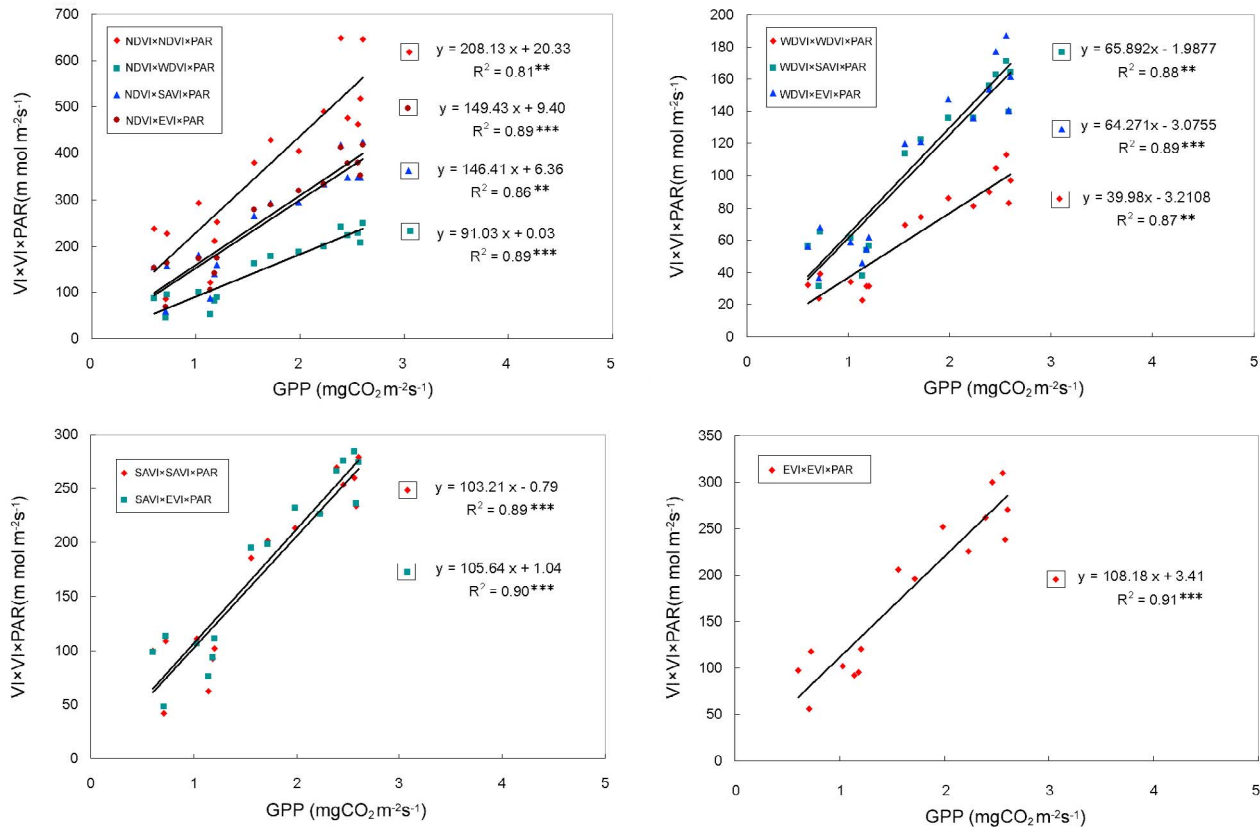 VI×VI×PAR(m mol m⁻²s⁻¹)
700
600
500
400
300
200
100
0
NDVI×NDVI×PAR
NDVI×WDVI×PAR
NDVI×SAVI×PAR
NDVI×EVI×PAR
y = 208.13 x + 20.33
R² = 0.81**
y = 149.43 + 9.40
R² = 0.89***
y = 146.41 + 6.36
R² = 0.86**
y = 91.03 + 0.03
R² = 0.89***
0 1 2 3 4 5
GPP (mgCO₂m⁻²s⁻¹)
VI×VI×PAR(m mol m⁻²s⁻¹)
200
180
160
140
120
100
80
60
40
20
0
WDVI×WDVI×PAR
WDVI×SAVI×PAR
WDVI×EVI×PAR
y = 65.892x - 1.9877
R² = 0.88**
y = 64.271x - 3.0755
R² = 0.89***
y = 39.98x - 3.2108
R² = 0.87**
0 1 2 3 4 5
GPP (mgCO₂m⁻²s⁻¹)
VI×VI×PAR(m mol m⁻²s⁻¹)
300
250
200
150
100
50
0
SAVI×SAVI×PAR
SAVI×EVI×PAR
y = 103.21 x - 0.79
R² = 0.89***
y = 105.64 x + 1.04
R² = 0.90***
0 1 2 3 4 5
GPP (mgCO₂m⁻²s⁻¹)
VI×VI×PAR(m mol m⁻²s⁻¹)
350
300
250
200
150
100
50
0
EVI×EVI×PAR
y = 108.18 x + 3.41
R² = 0.91***
0 1 2 3 4 5
GPP (mgCO₂m⁻²s⁻¹)